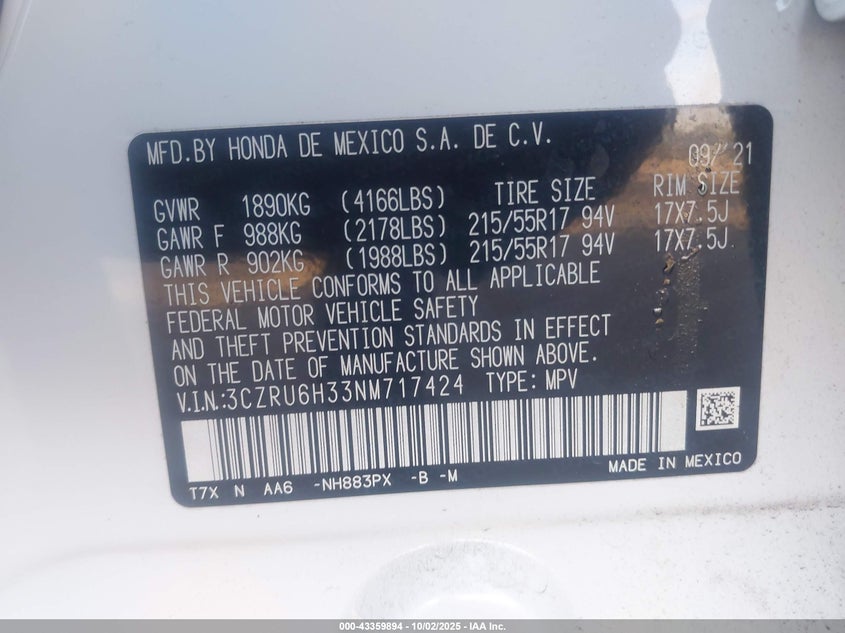 MFD.BY HONDA DE MEXICO S.A. DE C.V.
09/'21
GVWR 1890KG (4166LBS) TIRE SIZE RIM SIZE
GAWR F 988KG (2178LBS) 215/55R17 94V 17X7.5J
GAWR R 902KG (1988LBS) 215/55R17 94V 17X7.5J
THIS VEHICLE CONFORMS TO ALL APPLICABLE
FEDERAL MOTOR VEHICLE SAFETY
AND THEFT PREVENTION STANDARDS IN EFFECT
ON THE DATE OF MANUFACTURE SHOWN ABOVE.
V.I.N.:3CZRU6H33NM717424 TYPE: MPV
T7X N AA6 -NH883PX -B -M
MADE IN MEXICO
000-43359894 | 10/02/2025 - IAA Inc.